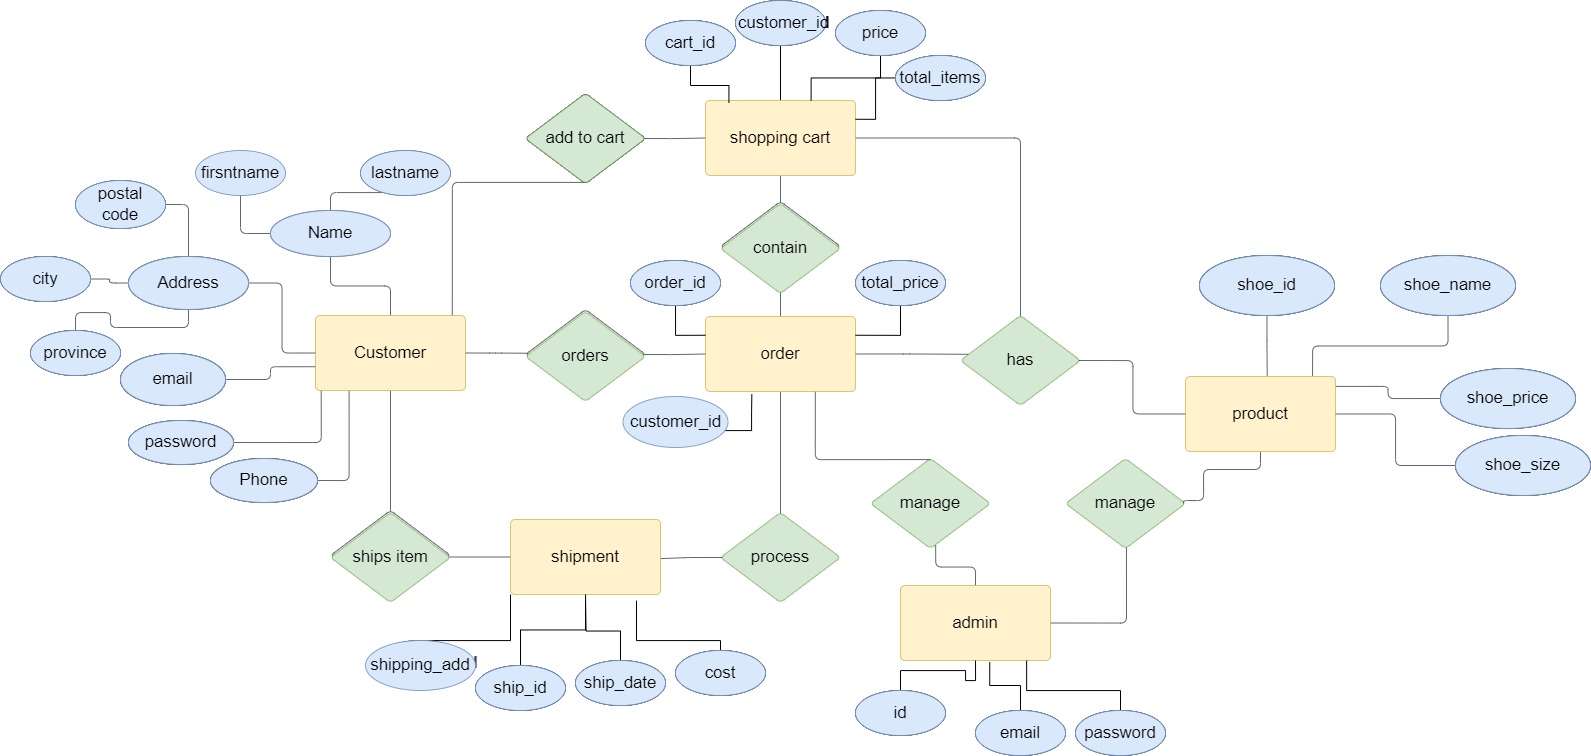 customer_id
price
cart_id
total_items
add to cart
shopping cart
firsntname
lastname
postal
code
Name
contain
city
Address
order_id
total_price
shoe_id
shoe_name
province
Customer
orders
order
has
email
shoe_price
product
customer_id
password
shoe_size
Phone
manage
manage
ships item
shipment
process
admin
shipping_add
ship_id
ship_date
cost
id
email
password